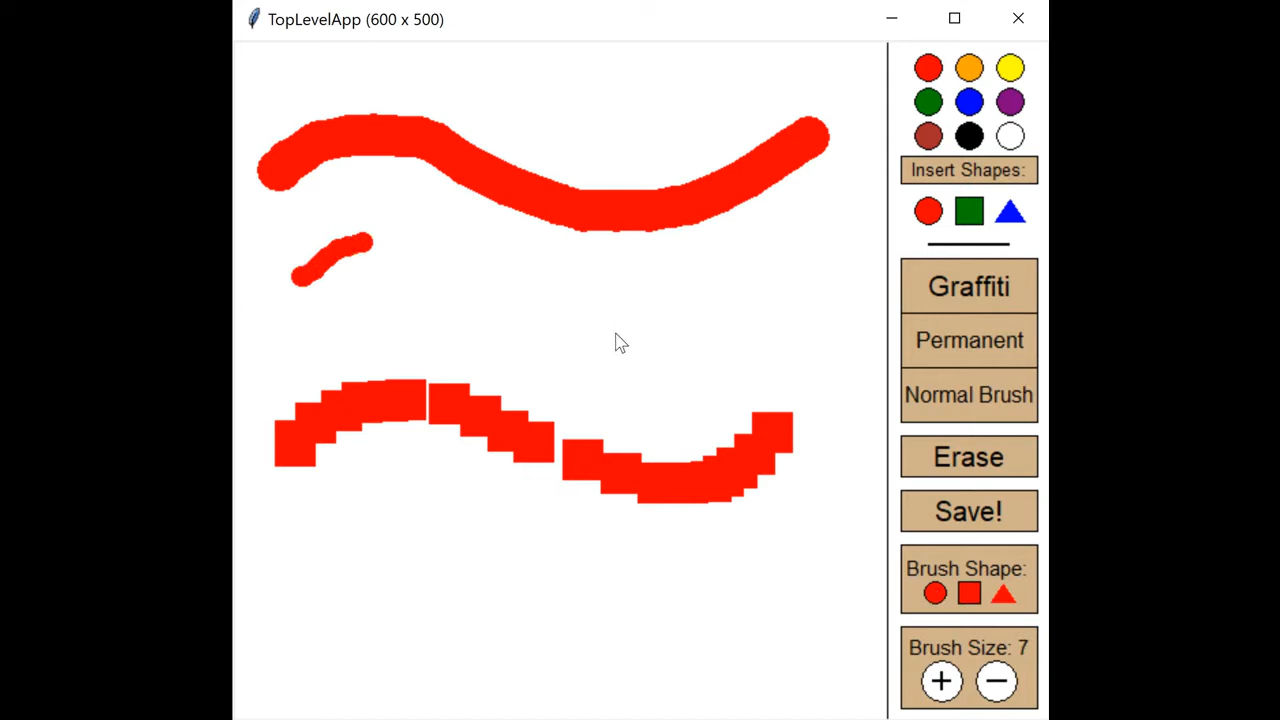 TopLevelApp (600 x 500)
Insert Shapes:
Graffiti
Permanent
Normal Brush
Erase
Save!
Brush Shape:
Brush Size: 7
+ −